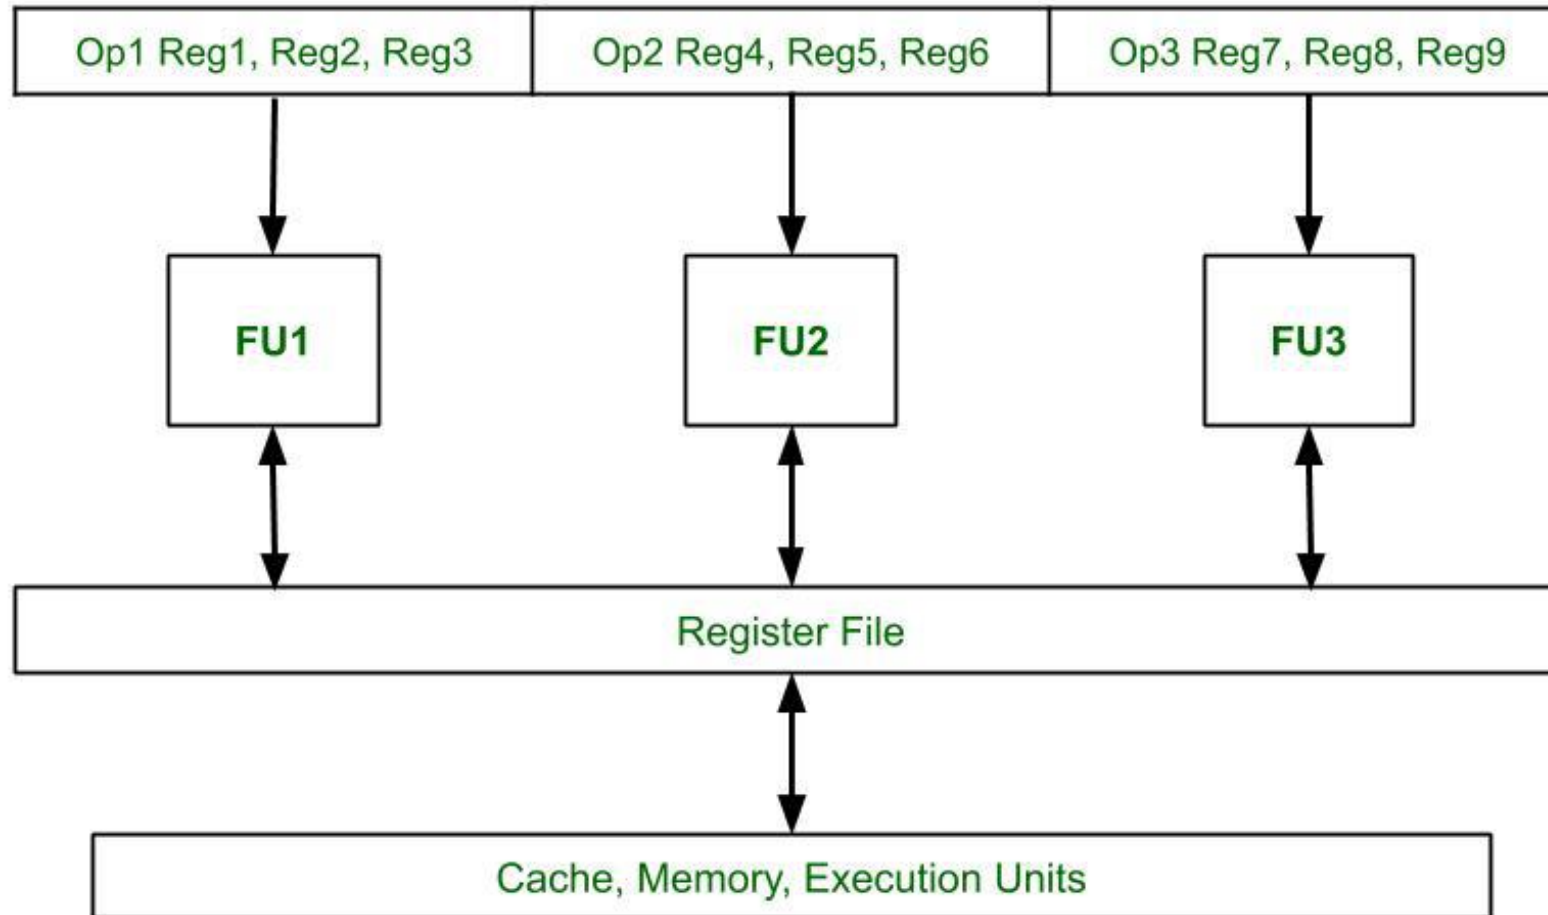 Op1 Reg1, Reg2, Reg3
Op2 Reg4, Reg5, Reg6
Op3 Reg7, Reg8, Reg9
FU1
FU2
FU3
Register File
Cache, Memory, Execution Units